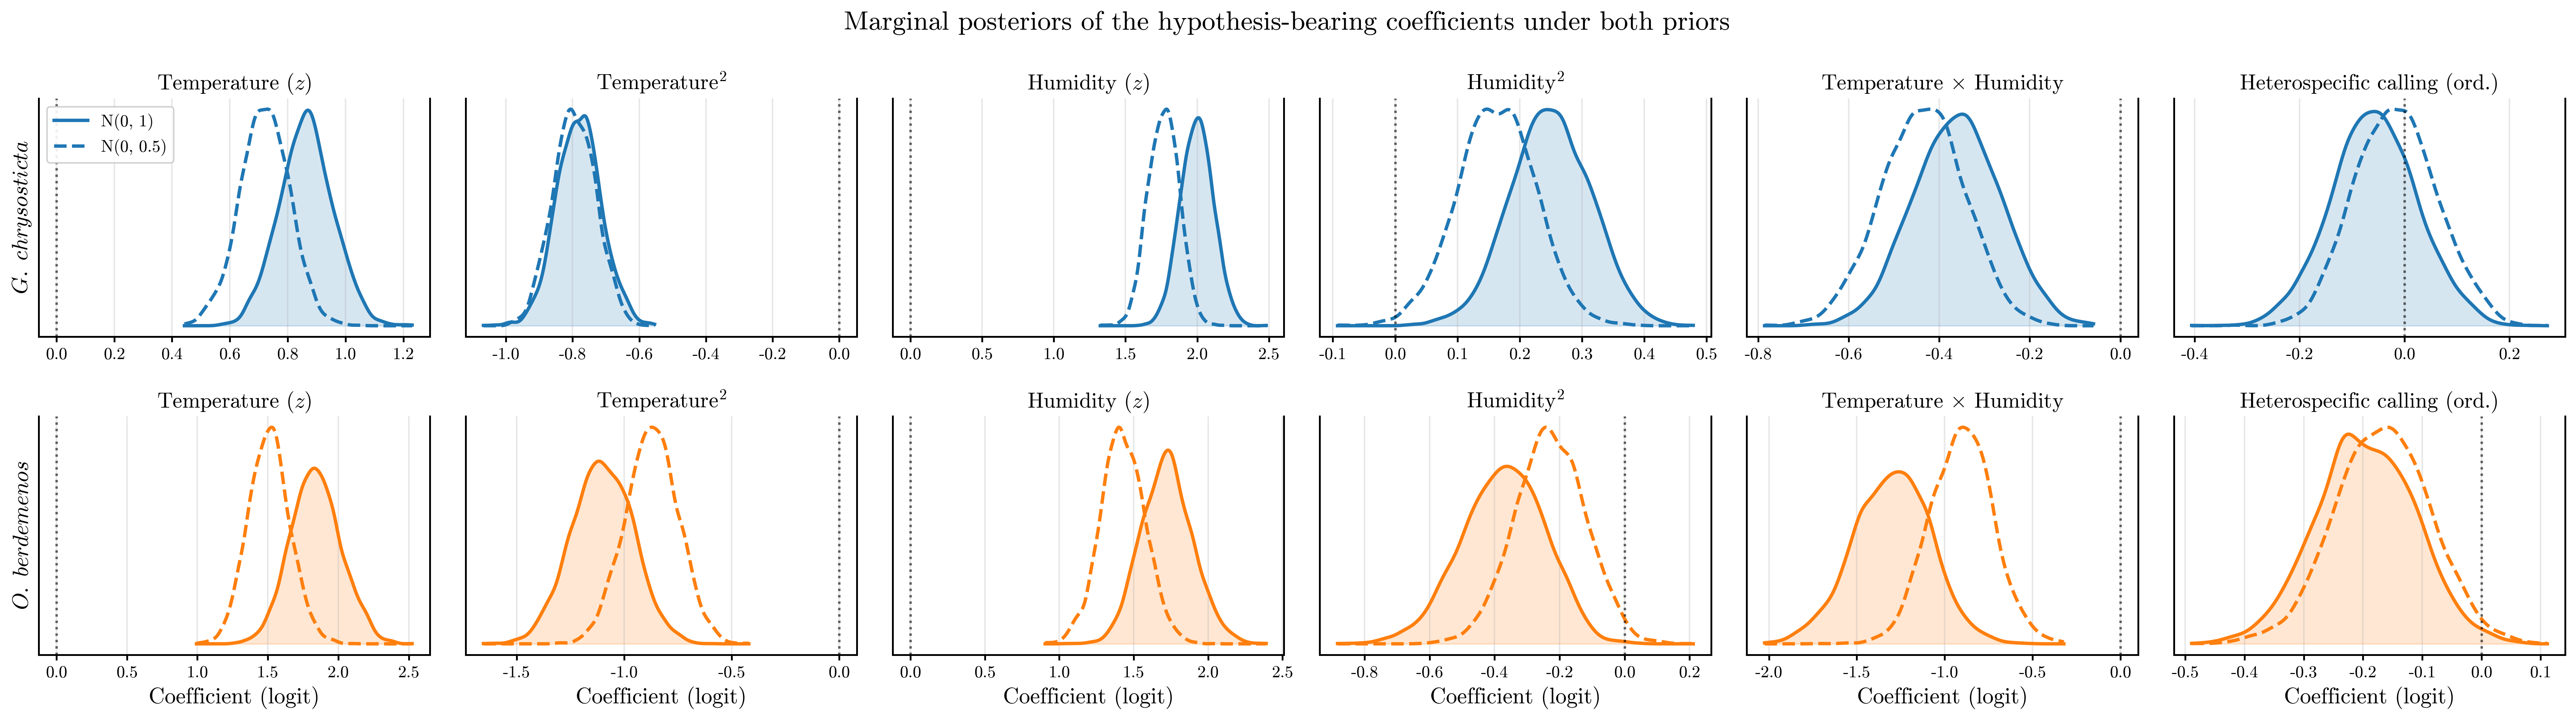 Marginal posteriors of the hypothesis-bearing coefficients under both priors
Temperature (z) Temperature² Humidity (z) Humidity² Temperature × Humidity Heterospecific calling (ord.)
N(0, 1)
N(0, 0.5)
G. chrysosticta
0.0 0.2 0.4 0.6 0.8 1.0 1.2 -1.0 -0.8 -0.6 -0.4 -0.2 0.0 0.0 0.5 1.0 1.5 2.0 2.5 -0.1 0.0 0.1 0.2 0.3 0.4 0.5 -0.8 -0.6 -0.4 -0.2 0.0 -0.4 -0.2 0.0 0.2
Temperature (z) Temperature² Humidity (z) Humidity² Temperature × Humidity Heterospecific calling (ord.)
O. berdemenos
0.0 0.5 1.0 1.5 2.0 2.5 -1.5 -1.0 -0.5 0.0 0.0 0.5 1.0 1.5 2.0 2.5 -0.8 -0.6 -0.4 -0.2 0.0 0.2 -2.0 -1.5 -1.0 -0.5 0.0 -0.5 -0.4 -0.3 -0.2 -0.1 0.0 0.1
Coefficient (logit) Coefficient (logit) Coefficient (logit) Coefficient (logit) Coefficient (logit) Coefficient (logit)